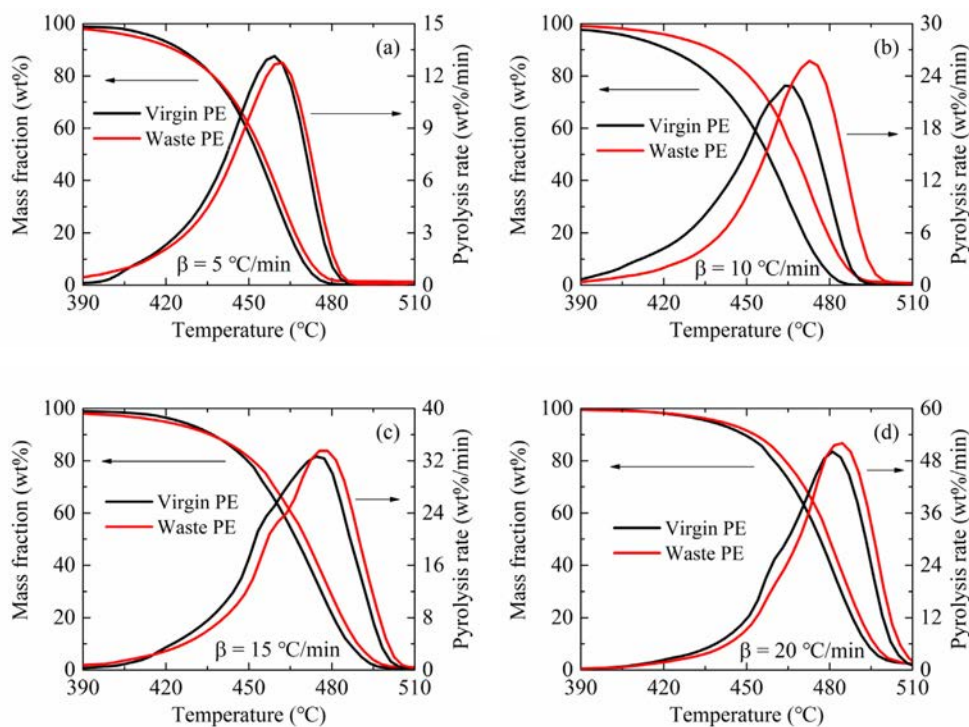 (a)
Mass fraction (wt%)
100
80
60
40
20
0
Virgin PE
Waste PE
β = 5 ℃/min
15
12
9
6
3
0
Pyrolysis rate (wt%/min)
390 420 450 480 510
Temperature (℃)
(b)
Mass fraction (wt%)
100
80
60
40
20
0
Virgin PE
Waste PE
β = 10 ℃/min
30
24
18
12
6
0
Pyrolysis rate (wt%/min)
390 420 450 480 510
Temperature (℃)
(c)
Mass fraction (wt%)
100
80
60
40
20
0
Virgin PE
Waste PE
β = 15 ℃/min
40
32
24
16
8
0
Pyrolysis rate (wt%/min)
390 420 450 480 510
Temperature (℃)
(d)
Mass fraction (wt%)
100
80
60
40
20
0
Virgin PE
Waste PE
β = 20 ℃/min
60
48
36
24
12
0
Pyrolysis rate (wt%/min)
390 420 450 480 510
Temperature (℃)